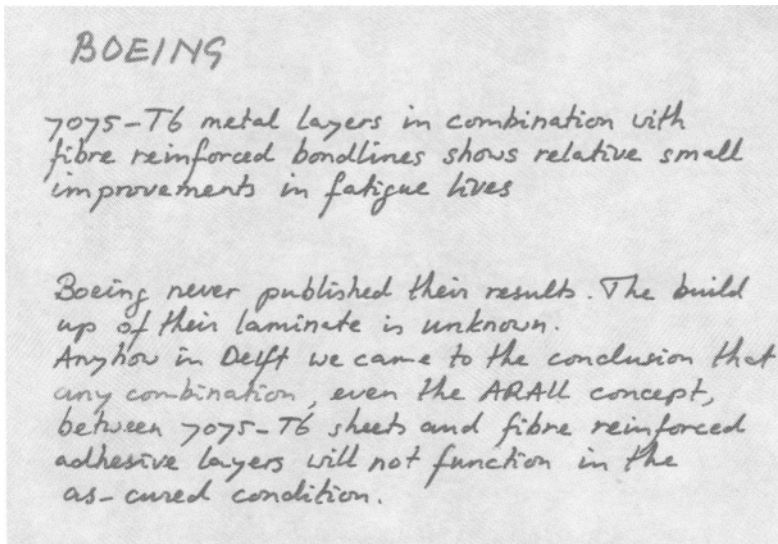 BOEING
7075-T6 metal layers in combination with
fibre reinforced bondlines shows relative small
improvements in fatigue lives
Boeing never published their results. The build
up of their laminate is unknown.
Anyhow in Delft we came to the conclusion that
any combination, even the ARALL concept,
between 7075-T6 sheets and fibre reinforced
adhesive layers will not function in the
as-cured condition.